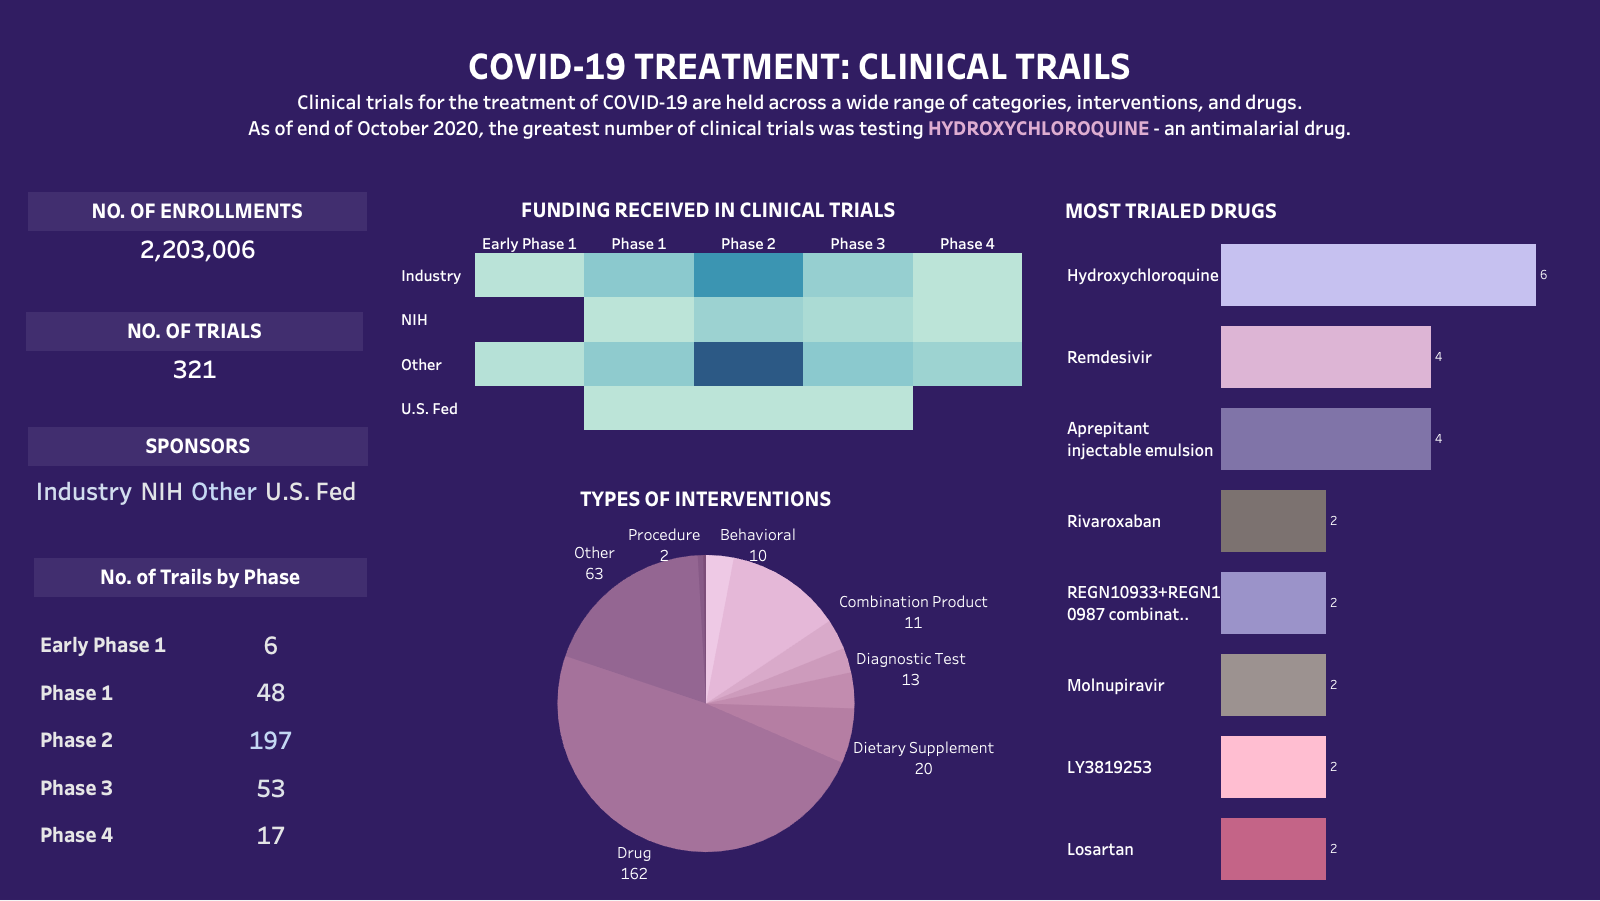 COVID-19 TREATMENT: CLINICAL TRAILS
Clinical trials for the treatment of COVID-19 are held across a wide range of categories, interventions, and drugs.
As of end of October 2020, the greatest number of clinical trials was testing HYDROXYCHLOROQUINE - an antimalarial drug.
NO. OF ENROLLMENTS
2,203,006
NO. OF TRIALS
321
SPONSORS
Industry NIH Other U.S. Fed
No. of Trails by Phase
Early Phase 1 6
Phase 1 48
Phase 2 197
Phase 3 53
Phase 4 17
FUNDING RECEIVED IN CLINICAL TRIALS
Early Phase 1 Phase 1 Phase 2 Phase 3 Phase 4
Industry
NIH
Other
U.S. Fed
TYPES OF INTERVENTIONS
Procedure
2
Behavioral
10
Other
63
Combination Product
11
Diagnostic Test
13
Dietary Supplement
20
Drug
162
MOST TRIALED DRUGS
Hydroxychloroquine 6
Remdesivir 4
Aprepitant
injectable emulsion 4
Rivaroxaban 2
REGN10933+REGN1
0987 combinat.. 2
Molnupiravir 2
LY3819253 2
Losartan 2